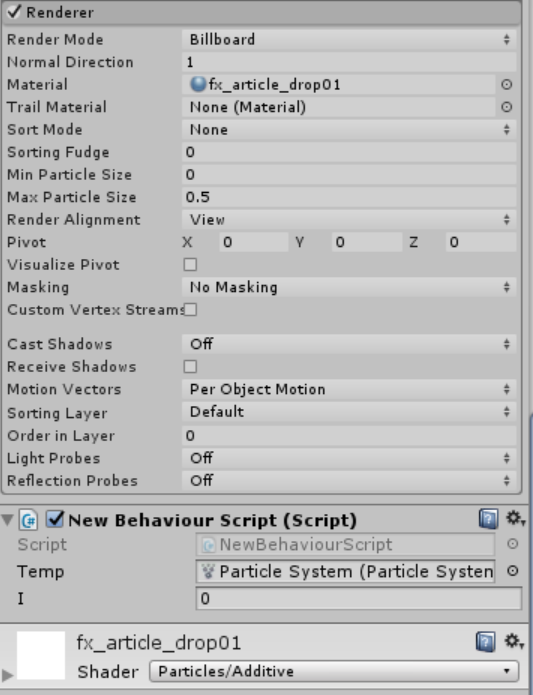 Renderer
Render Mode Billboard
Normal Direction 1
Material fx_article_drop01
Trail Material None (Material)
Sort Mode None
Sorting Fudge 0
Min Particle Size 0
Max Particle Size 0.5
Render Alignment View
Pivot X 0 Y 0 Z 0
Visualize Pivot
Masking No Masking
Custom Vertex Streams
Cast Shadows Off
Receive Shadows
Motion Vectors Per Object Motion
Sorting Layer Default
Order in Layer 0
Light Probes Off
Reflection Probes Off
New Behaviour Script (Script)
Script NewBehaviourScript
Temp Particle System (Particle System
I 0
fx_article_drop01
Shader Particles/Additive